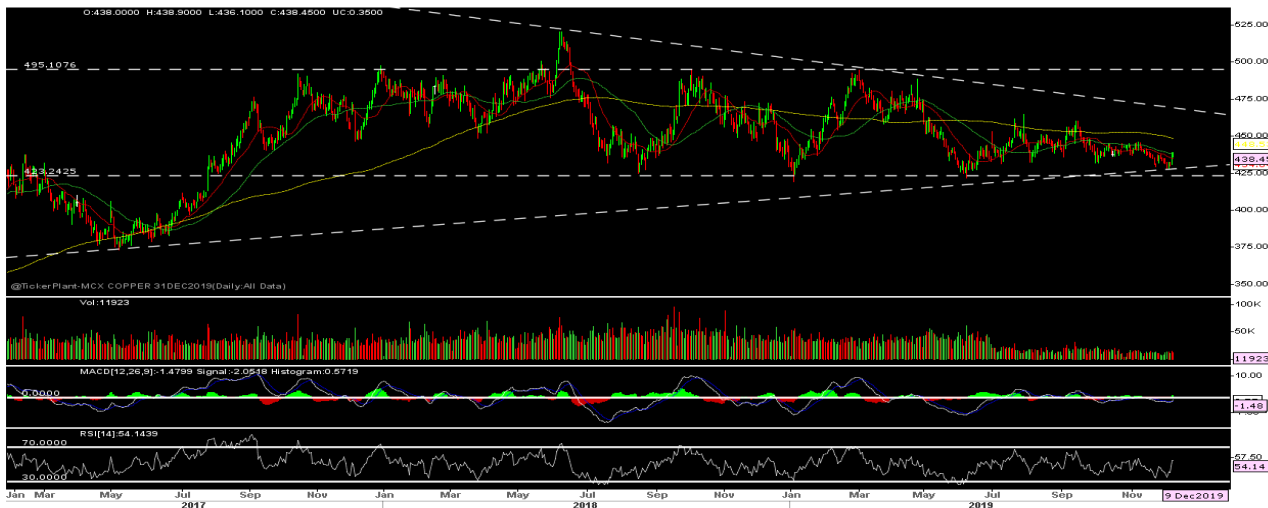 O:438.0000 H:438.9000 L:436.1000 C:438.4500 UC:0.3500
525.00
495.1076
500.00
475.00
450.00
438.45
423.2425
425.00
400.00
375.00
350.00
@TickerPlant-MCX COPPER 31DEC2019(Daily:All Data)
Vol:11923
100K
50K
11923
MACD[12,26,9]:-1.4799 Signal:-2.0518 Histogram:0.5719
10.00
0.0000
-1.48
RSI[14]:54.1439
70.0000
57.50
54.14
30.0000
Jan Mar May Jul Sep Nov Jan Mar May Jul Sep Nov Jan Mar May Jul Sep Nov 9 Dec2019
2017 2018 2019